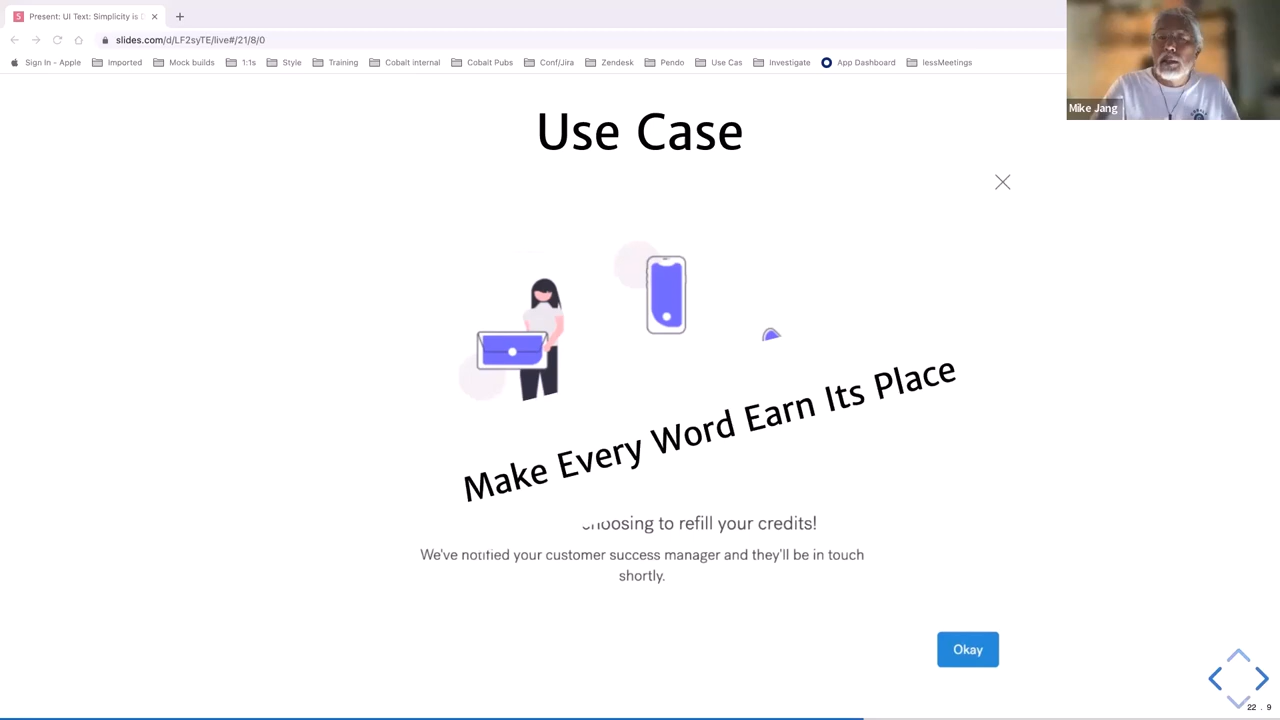 Present: UI Text: Simplicity is
slides.com/d/LF2syTE/live#/21/8/0
Sign In - Apple Imported Mock builds 1:1s Style Training Cobalt internal Cobalt Pubs Conf/Jira Zendesk Pendo Use Cas Investigate App Dashboard lessMeetings
Mike Jang
Use Case
Make Every Word Earn Its Place
choosing to refill your credits!
We've notified your customer success manager and they'll be in touch
shortly.
Okay
22 . 9